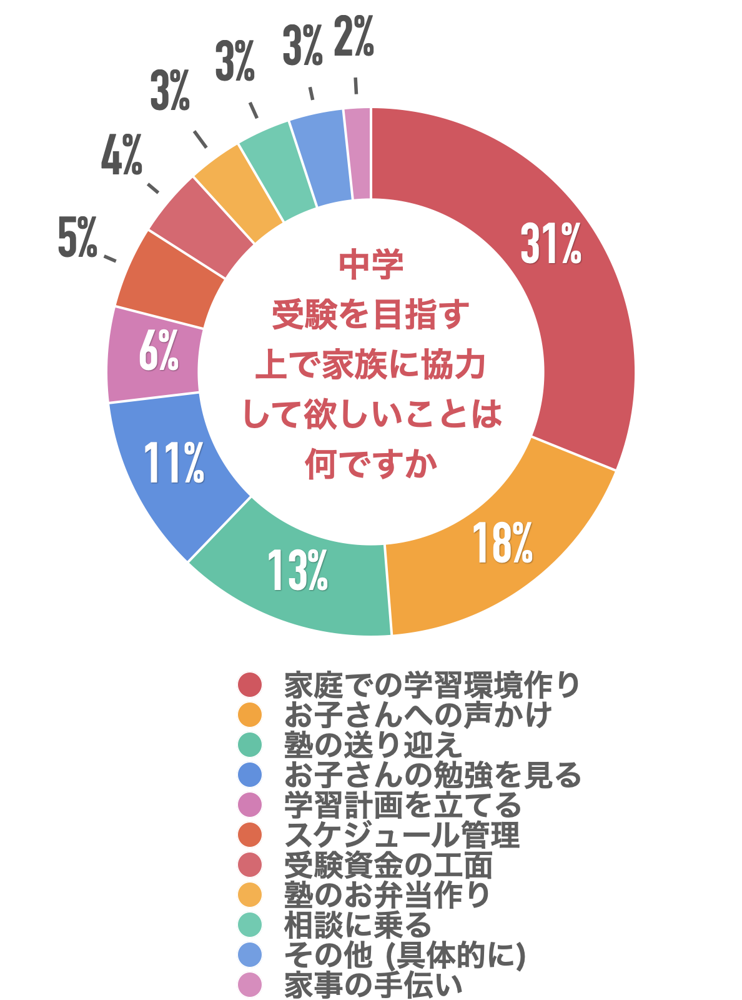 2%
3%
3%
3%
4%
5%
31%
6%
11%
13%
18%
中学
受験を目指す
上で家族に協力
して欲しいことは
何ですか
家庭での学習環境作り
お子さんへの声かけ
塾の送り迎え
お子さんの勉強を見る
学習計画を立てる
スケジュール管理
受験資金の工面
塾のお弁当作り
相談に乗る
その他 (具体的に)
家事の手伝い